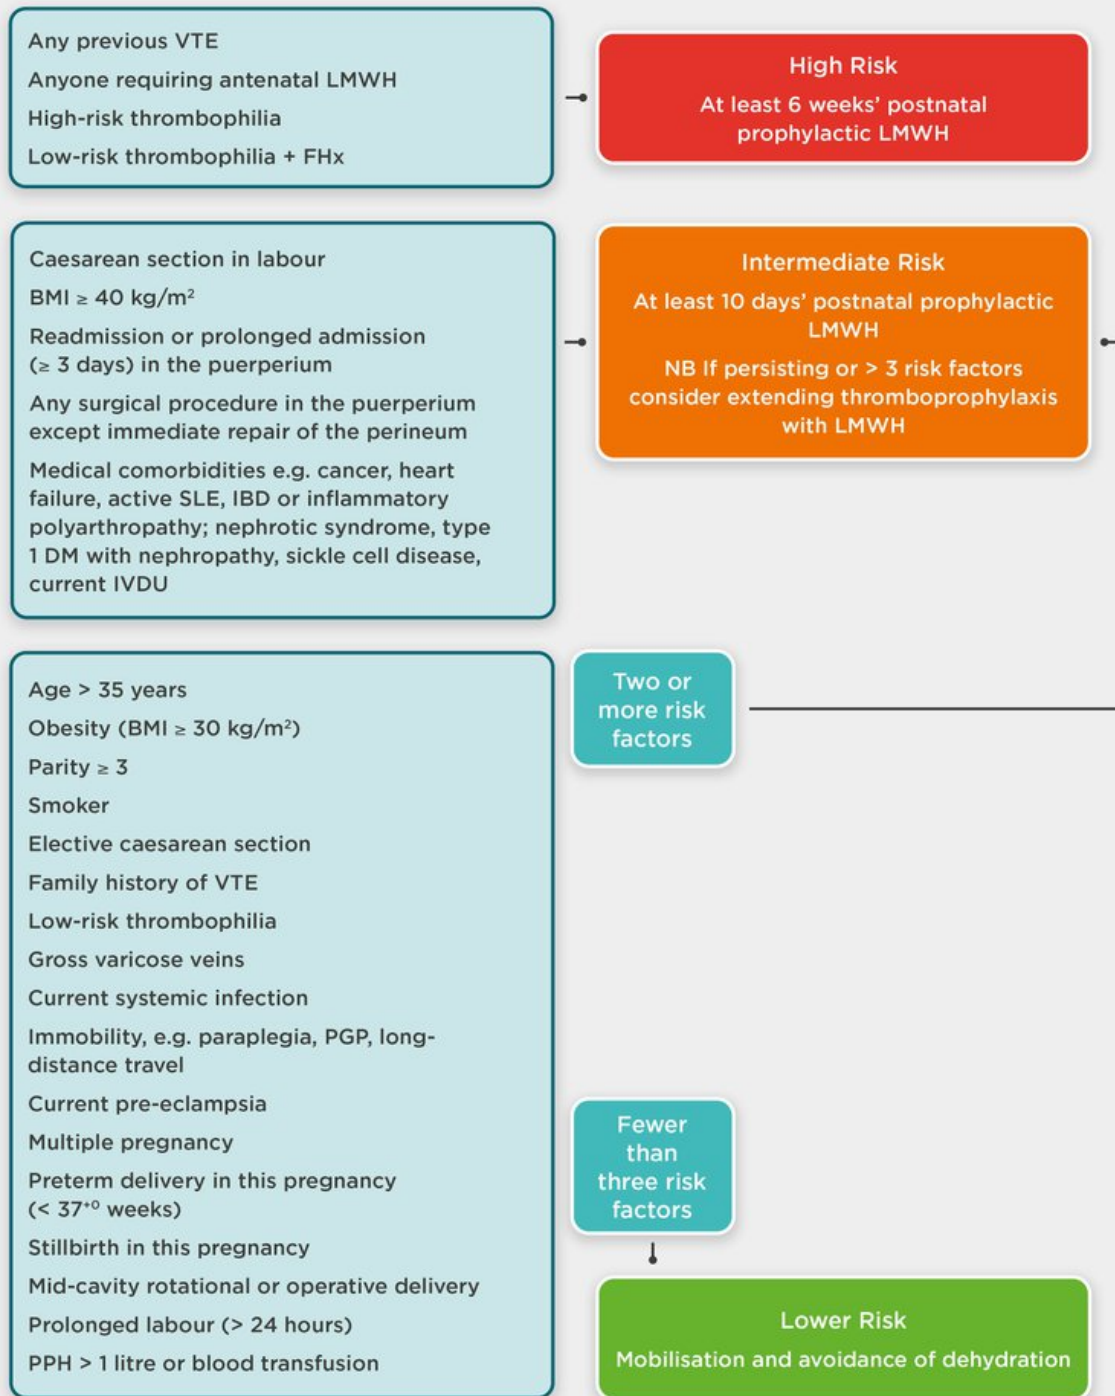 Any previous VTE
Anyone requiring antenatal LMWH
High-risk thrombophilia
Low-risk thrombophilia + FHx
High Risk
At least 6 weeks’ postnatal
prophylactic LMWH
Caesarean section in labour
BMI ≥ 40 kg/m²
Readmission or prolonged admission
(≥ 3 days) in the puerperium
Any surgical procedure in the puerperium
except immediate repair of the perineum
Medical comorbidities e.g. cancer, heart
failure, active SLE, IBD or inflammatory
polyarthropathy; nephrotic syndrome, type
1 DM with nephropathy, sickle cell disease,
current IVDU
Intermediate Risk
At least 10 days’ postnatal prophylactic
LMWH
NB If persisting or > 3 risk factors
consider extending thromboprophylaxis
with LMWH
Age > 35 years
Obesity (BMI ≥ 30 kg/m²)
Parity ≥ 3
Smoker
Elective caesarean section
Family history of VTE
Low-risk thrombophilia
Gross varicose veins
Current systemic infection
Immobility, e.g. paraplegia, PGP, long-
distance travel
Current pre-eclampsia
Multiple pregnancy
Preterm delivery in this pregnancy
(< 37⁺⁰ weeks)
Stillbirth in this pregnancy
Mid-cavity rotational or operative delivery
Prolonged labour (> 24 hours)
PPH > 1 litre or blood transfusion
Two or
more risk
factors
Fewer
than
three risk
factors
Lower Risk
Mobilisation and avoidance of dehydration